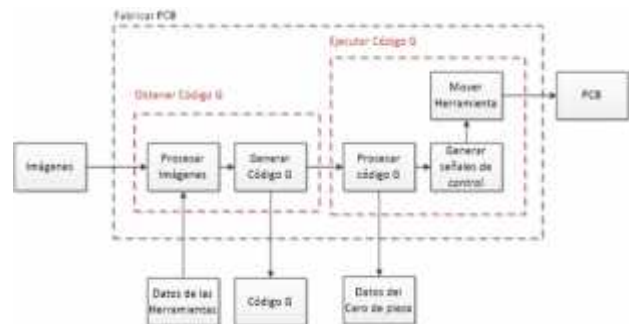 Fabricar PCB
Ejecutar Código G
Obtener Código G
Mover
Herramienta
PCB
Imágenes
Procesar
Imágenes
Generar
Código G
Procesar
código G
Generar
señales de
control
Datos de las
Herramientas
Código G
Datos del
Cero de pieza